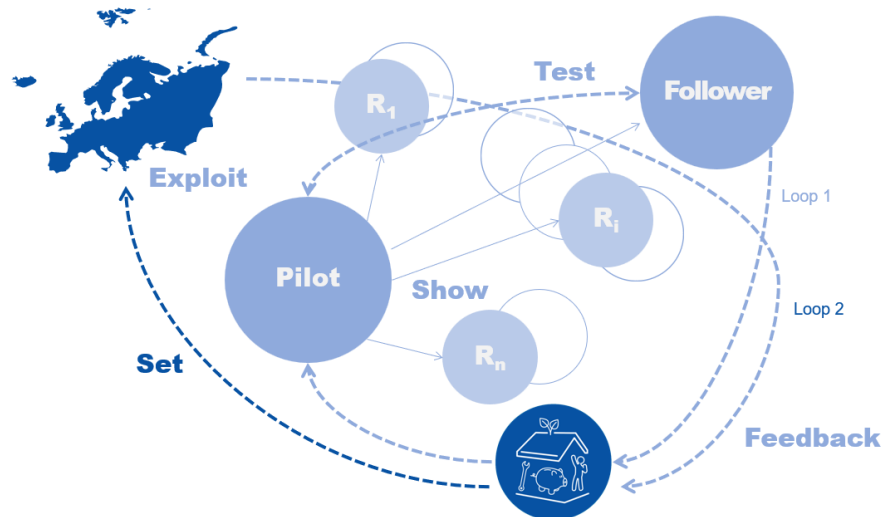 Test
Follower
R1
Exploit
Loop 1
Ri
Pilot
Show
Loop 2
Rn
Set
Feedback